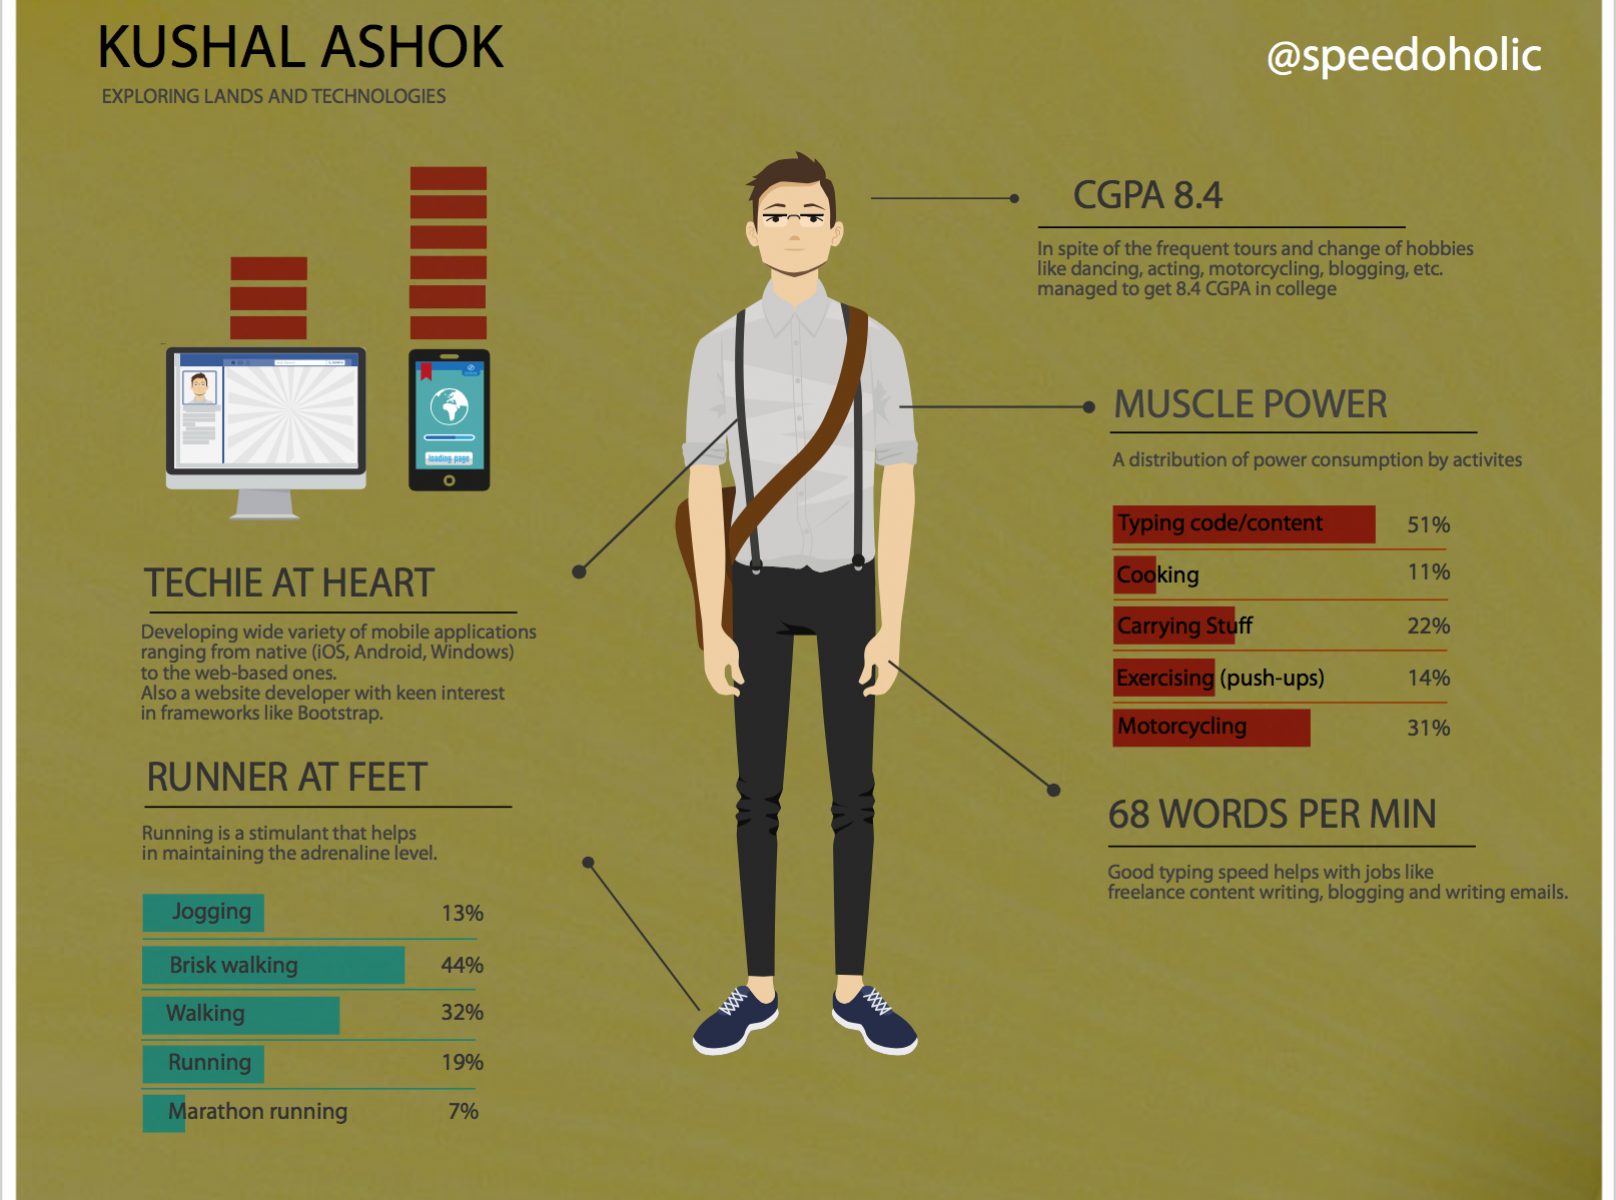 KUSHAL ASHOK
EXPLORING LANDS AND TECHNOLOGIES
@speedoholic
loading page
TECHIE AT HEART
Developing wide variety of mobile applications
ranging from native (iOS, Android, Windows)
to the web-based ones.
Also a website developer with keen interest
in frameworks like Bootstrap.
RUNNER AT FEET
Running is a stimulant that helps
in maintaining the adrenaline level.
Jogging 13%
Brisk walking 44%
Walking 32%
Running 19%
Marathon running 7%
CGPA 8.4
In spite of the frequent tours and change of hobbies
like dancing, acting, motorcycling, blogging, etc.
managed to get 8.4 CGPA in college
MUSCLE POWER
A distribution of power consumption by activites
Typing code/content 51%
Cooking 11%
Carrying Stuff 22%
Exercising (push-ups) 14%
Motorcycling 31%
68 WORDS PER MIN
Good typing speed helps with jobs like
freelance content writing, blogging and writing emails.